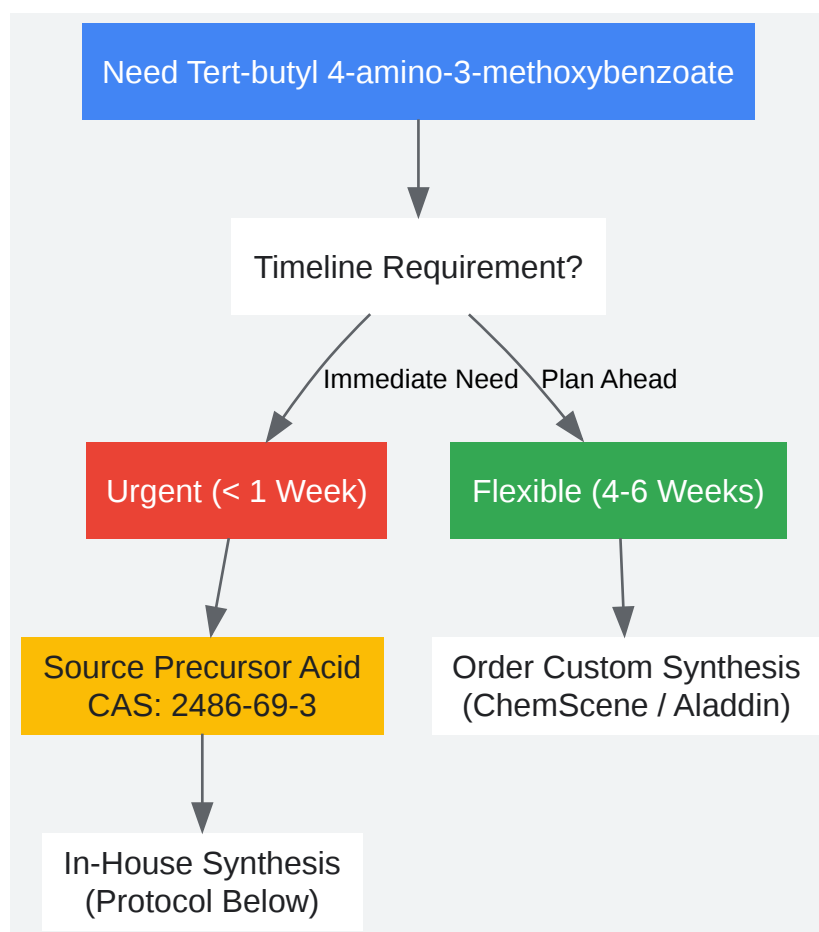 Need Tert-butyl 4-amino-3-methoxybenzoate
Timeline Requirement?
Immediate Need
Plan Ahead
Urgent (< 1 Week)
Flexible (4-6 Weeks)
Source Precursor Acid
CAS: 2486-69-3
Order Custom Synthesis
(ChemScene / Aladdin)
In-House Synthesis
(Protocol Below)